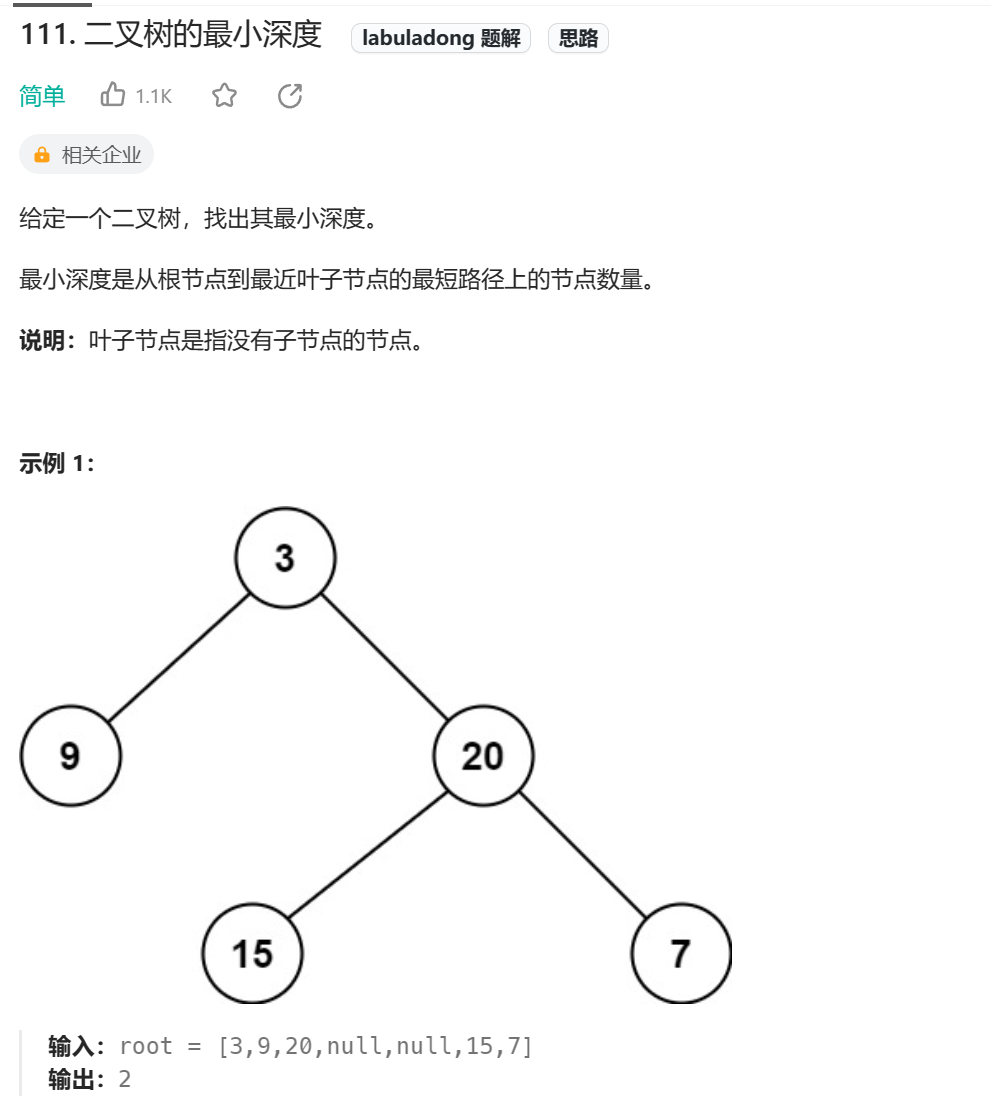 111. 二叉树的最小深度 labuladong 题解 思路
简单 1.1K
相关企业
给定一个二叉树，找出其最小深度。
最小深度是从根节点到最近叶子节点的最短路径上的节点数量。
说明：叶子节点是指没有子节点的节点。
示例 1：
3
9 20
15 7
输入：root = [3,9,20,null,null,15,7]
输出：2